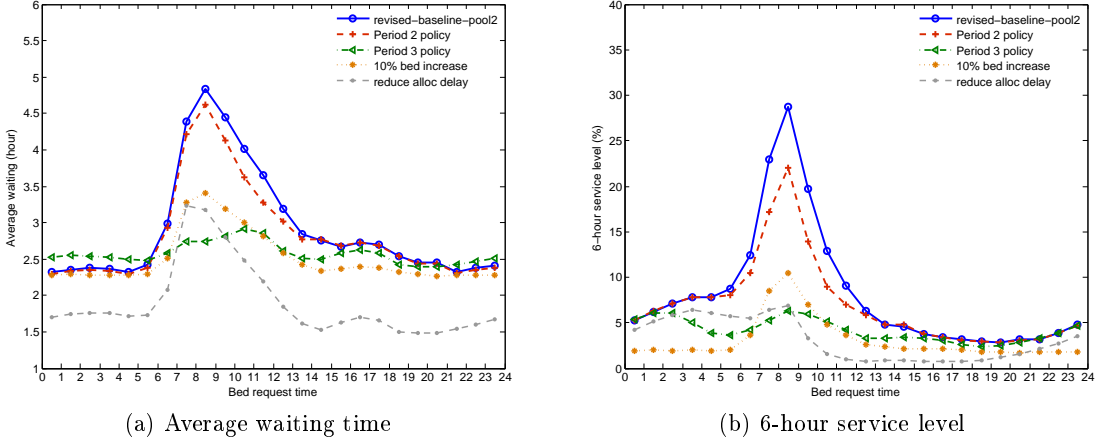 6
5.5
5
4.5
4
3.5
3
2.5
2
1.5
1
0 1 2 3 4 5 6 7 8 9 10 11 12 13 14 15 16 17 18 19 20 21 22 23 24
Average waiting (hour)
Bed request time
revised−baseline−pool2
Period 2 policy
Period 3 policy
10% bed increase
reduce alloc delay
(a) Average waiting time
40
35
30
25
20
15
10
5
0
0 1 2 3 4 5 6 7 8 9 10 11 12 13 14 15 16 17 18 19 20 21 22 23 24
6−hour service level (%)
Bed request time
revised−baseline−pool2
Period 2 policy
Period 3 policy
10% bed increase
reduce alloc delay
(b) 6-hour service level